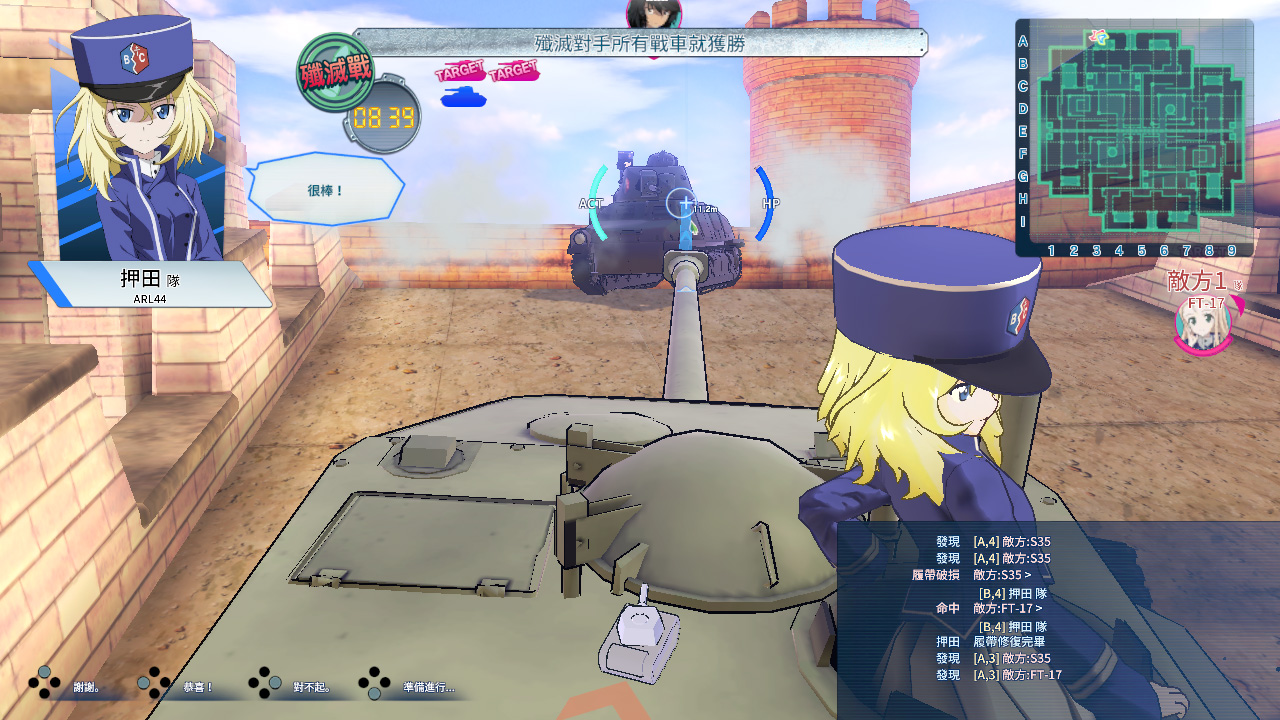 殲滅對手所有戰車就獲勝
殲滅戰
TARGET TARGET
08 39
B C
很棒！
押田 隊
ARL44
ACT
HP
11.2m
A
B
C
D
E
F
G
H
I
1 2 3 4 5 6 7 8 9
敵方1 隊
FT-17
發現 [A,4] 敵方:S35
發現 [A,4] 敵方:S35
履帶破損 敵方:S35 >
[B,4] 押田 隊
命中 敵方:FT-17 >
[B,4] 押田 隊
押田 履帶修復完畢
發現 [A,3] 敵方:S35
發現 [A,3] 敵方:FT-17
謝謝。 恭喜！ 對不起。 準備進行...